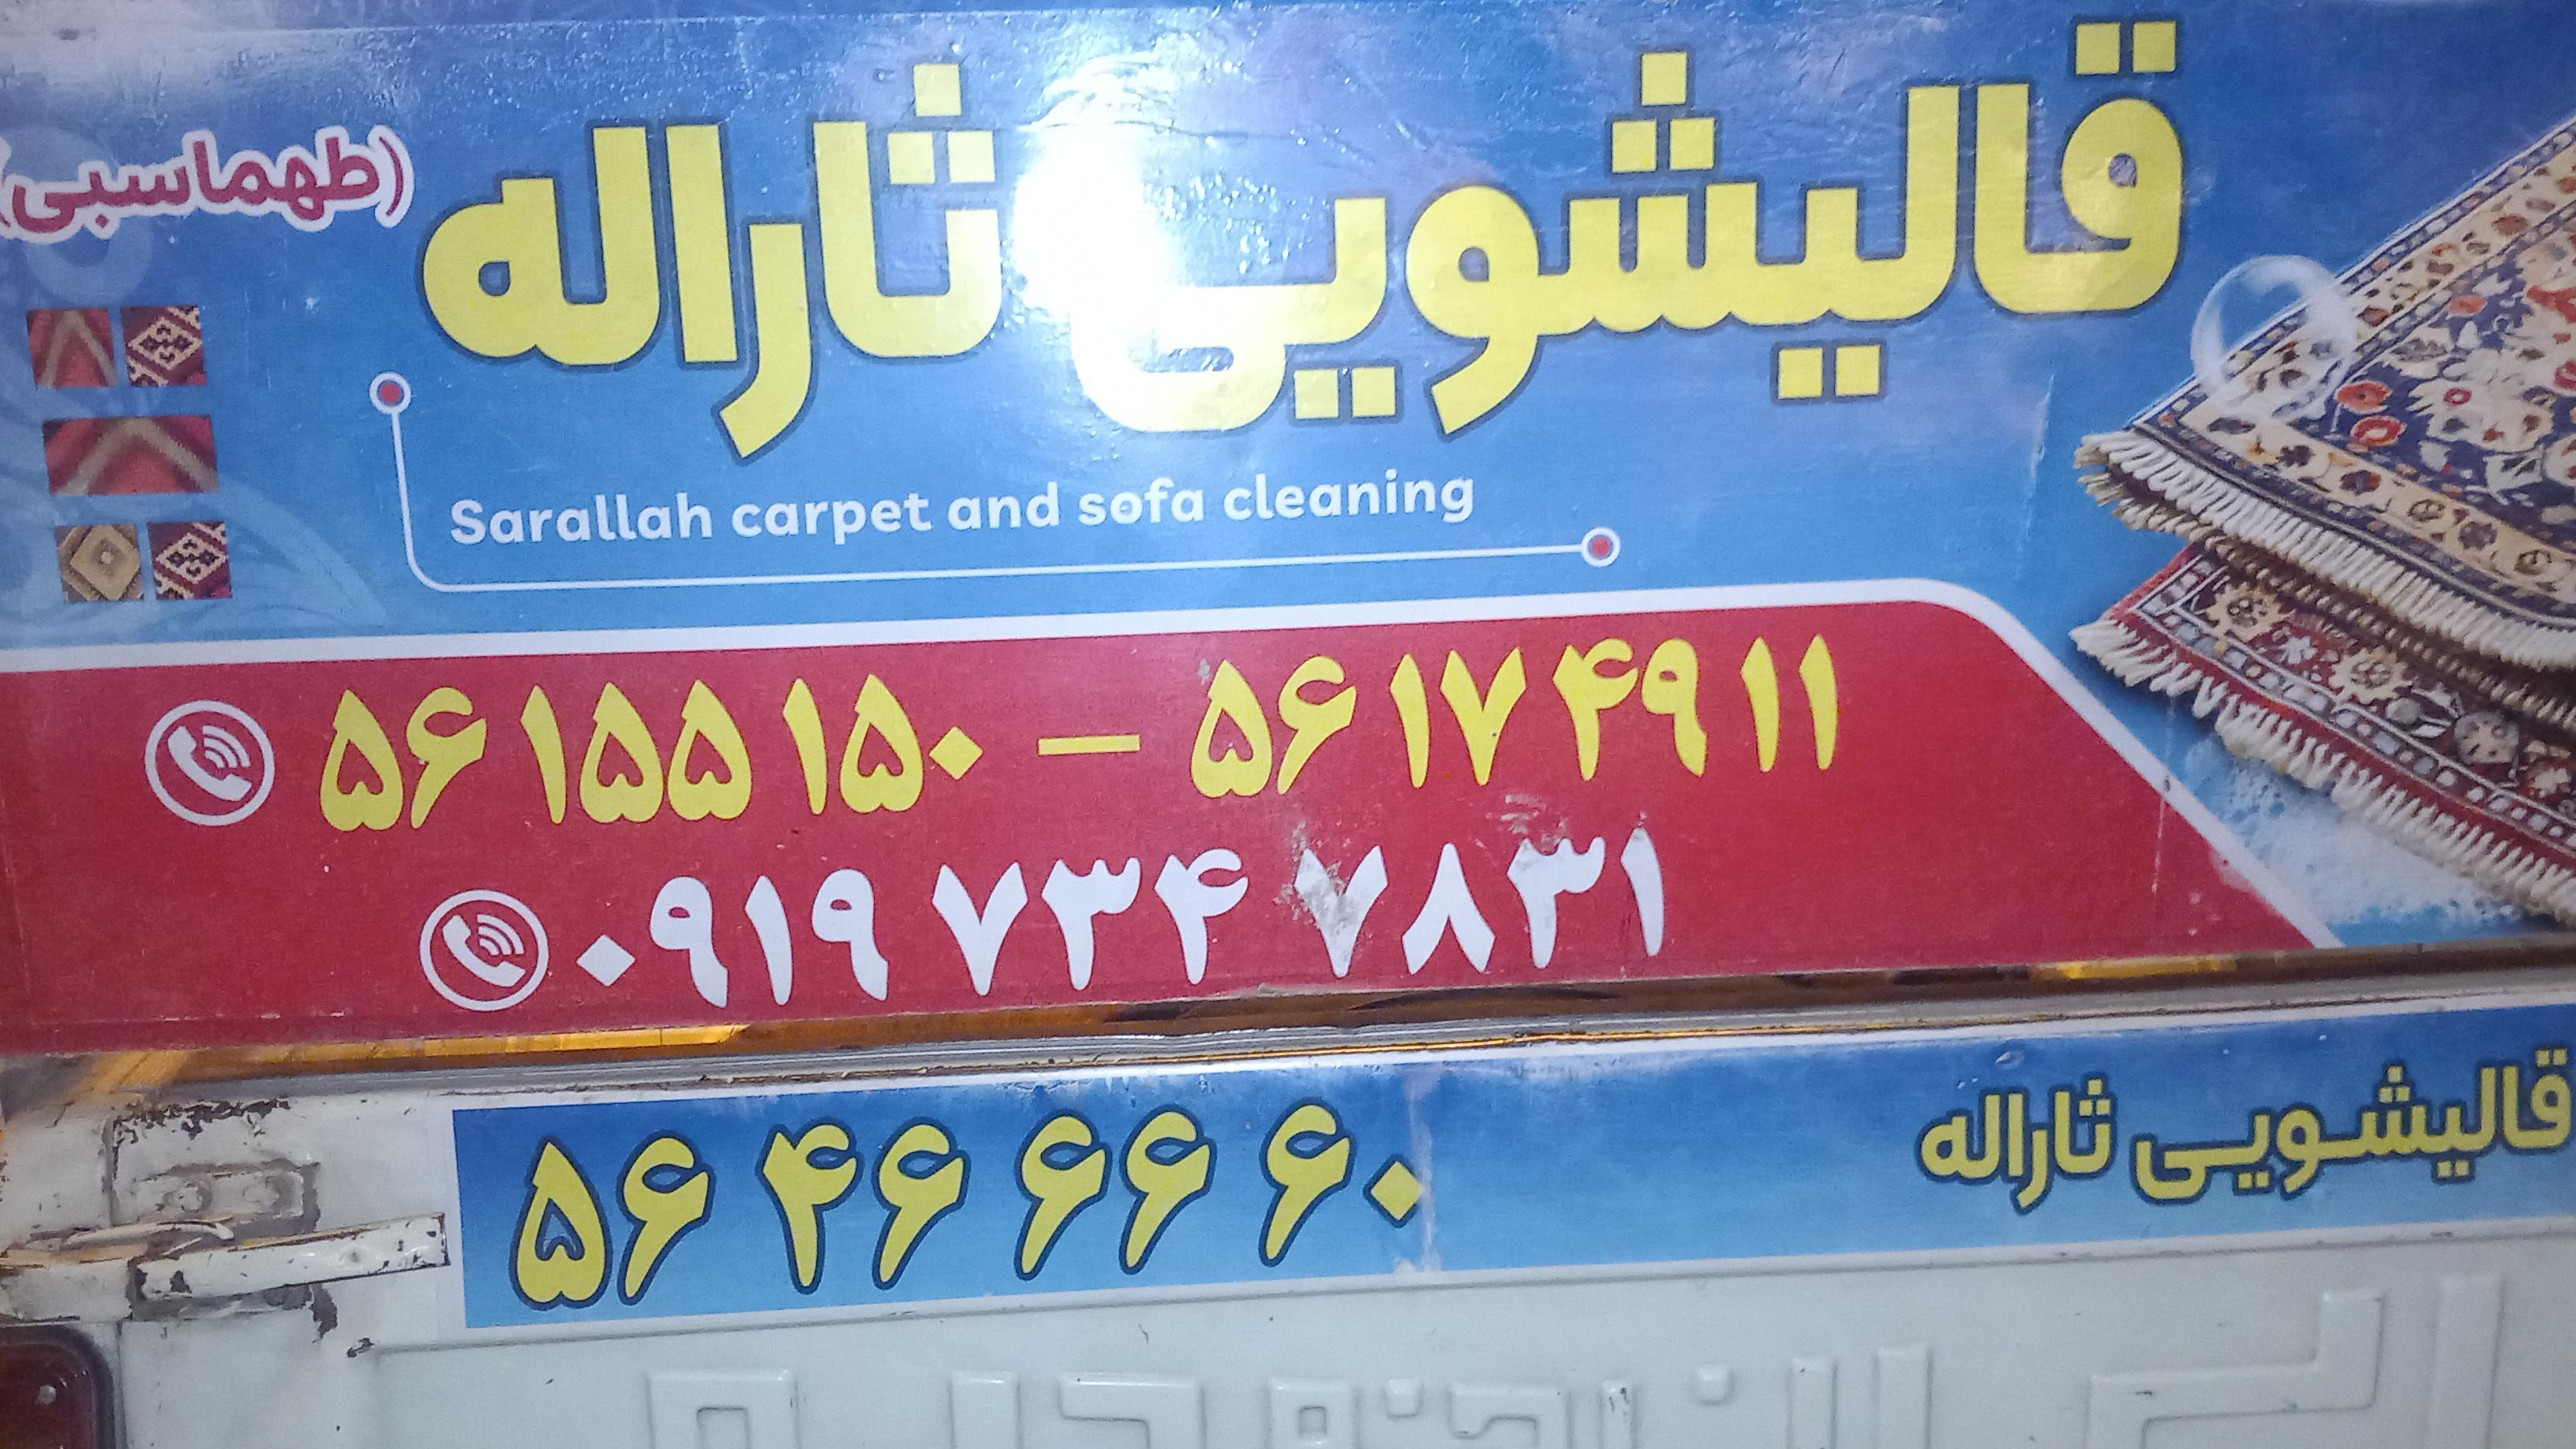 قالیشویی ثاراله
(طهماسبی)
Sarallah carpet and sofa cleaning
۵۶۱۵۵۱۵۰ – ۵۶۱۷۴۹۱۱
۰۹۱۹ ۷۳۴ ۷۸۳۱
قالیشویی ثاراله
۵۶ ۴۶ ۶۶ ۶۰